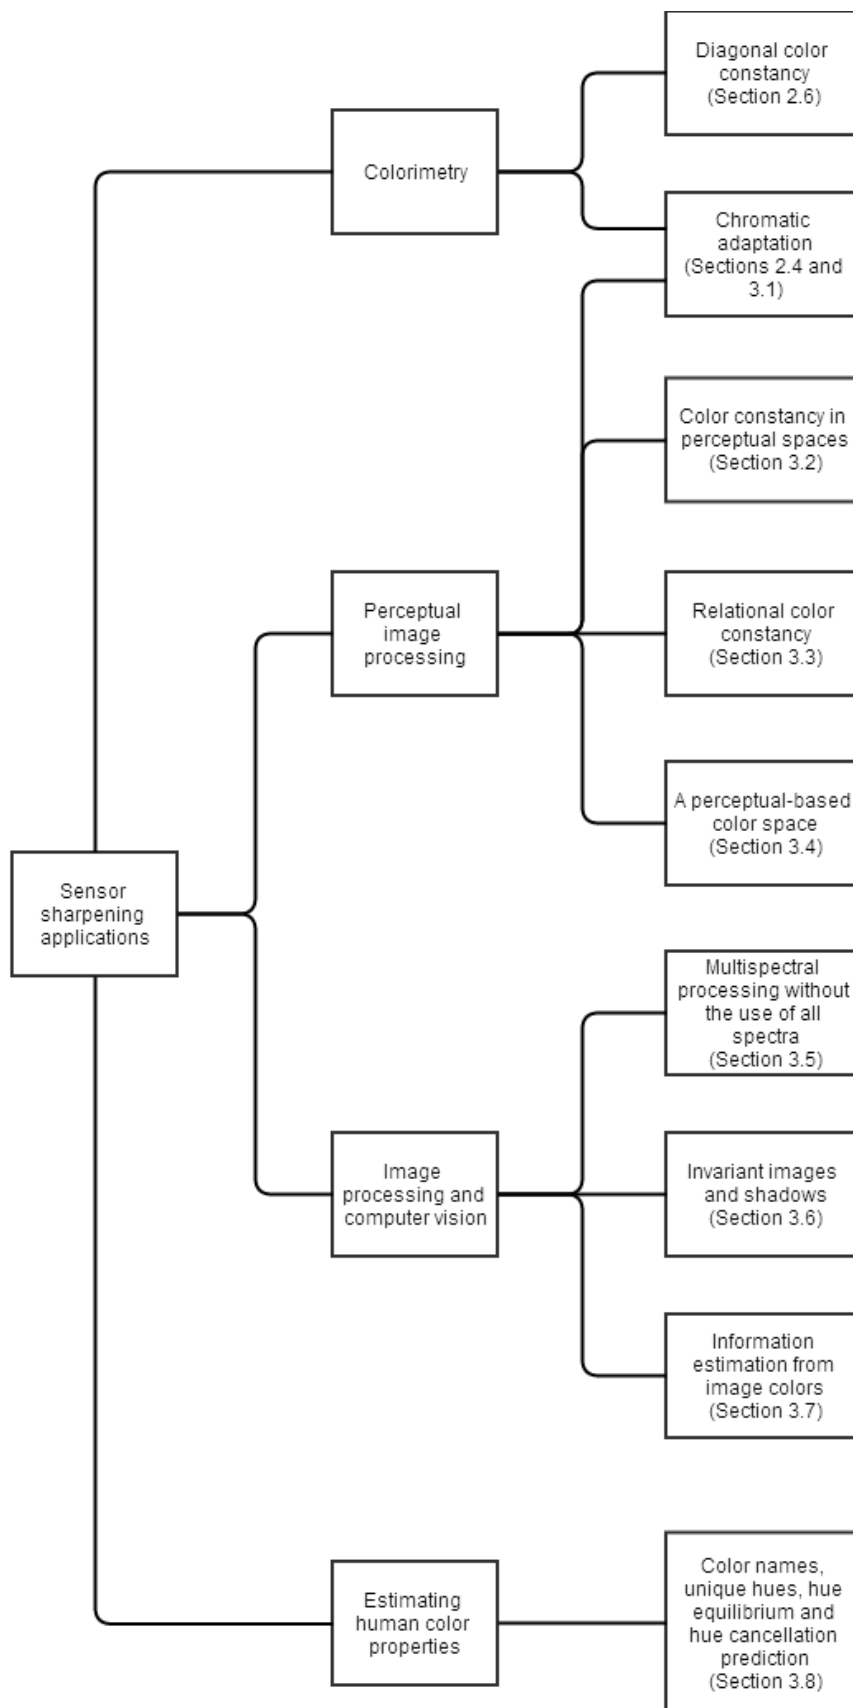 Diagonal color
constancy
(Section 2.6)
Colorimetry
Chromatic
adaptation
(Sections 2.4 and
3.1)
Color constancy in
perceptual spaces
(Section 3.2)
Perceptual
image
processing
Relational color
constancy
(Section 3.3)
A perceptual-based
color space
(Section 3.4)
Sensor
sharpening
applications
Multispectral
processing without
the use of all
spectra
(Section 3.5)
Image
processing and
computer vision
Invariant images
and shadows
(Section 3.6)
Information
estimation from
image colors
(Section 3.7)
Estimating
human color
properties
Color names,
unique hues, hue
equilibrium and
hue cancellation
prediction
(Section 3.8)